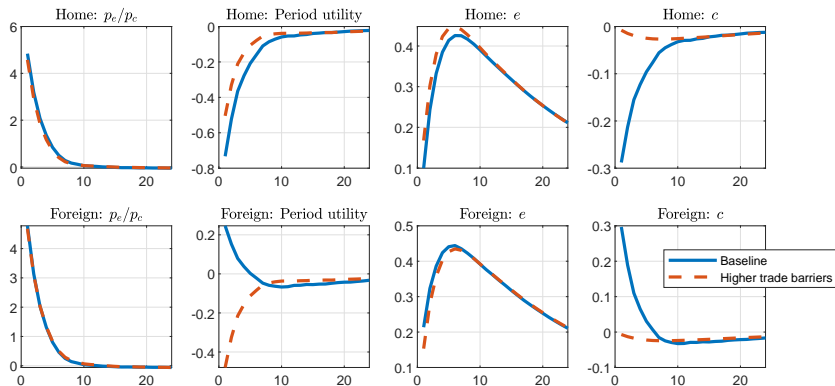 Home: p_e/p_c
Home: Period utility
Home: e
Home: c
6
4
2
0
0 10 20
0
-0.2
-0.4
-0.6
-0.8
0 10 20
0.4
0.3
0.2
0.1
0 10 20
0
-0.1
-0.2
-0.3
0 10 20
Foreign: p_e/p_c
Foreign: Period utility
Foreign: e
Foreign: c
4
2
0
0 10 20
0.2
0
-0.2
-0.4
0 10 20
0.5
0.4
0.3
0.2
0.1
0 10 20
0.3
0.2
0.1
0
-0.1
0 10 20
Baseline
Higher trade barriers